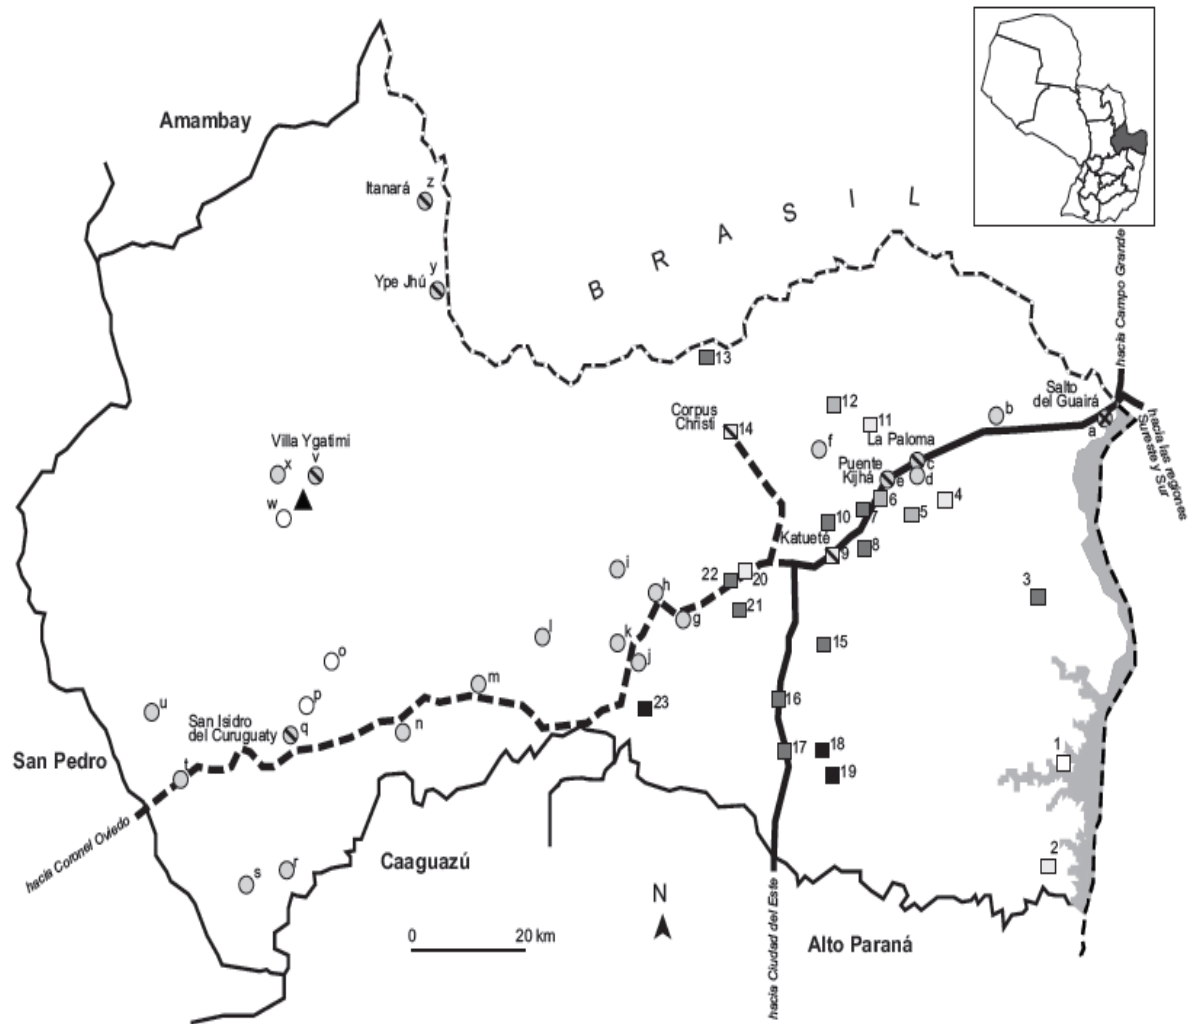 Amambay
Itanará
z
Ype Jhú
y
B R A S I L
hacia Campo Grande
13
Corpus
Christi
14
12
11
f
La Paloma
Puente
Kijhá
c
e
d
b
Salto
del Guairá
a
hacia las regiones
Sureste y Sur
Villa Ygatimi
x
v
w
6
5
4
10
7
Katueté
9
8
3
i
h
22
20
21
g
l
k
j
15
o
p
m
u
San Isidro
del Curuguaty
q
n
23
16
San Pedro
t
17
18
19
1
hacia Coronel Oviedo
s
r
Caaguazú
2
N
0
20 km
hacia Ciudad del Este
Alto Paraná